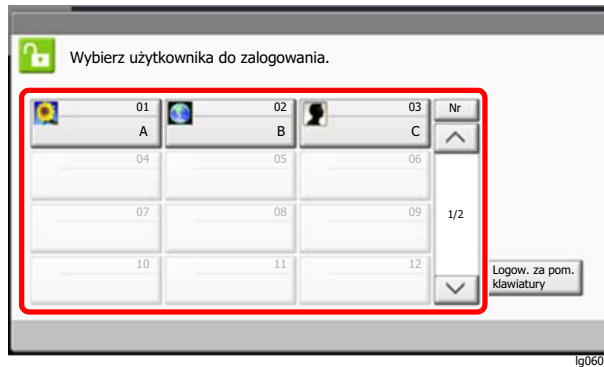 Wybierz użytkownika do zalogowania.
01 02 03 Nr
A B C
04 05 06
07 08 09 1/2
10 11 12
Logow. za pom.
klawiatury
lg060